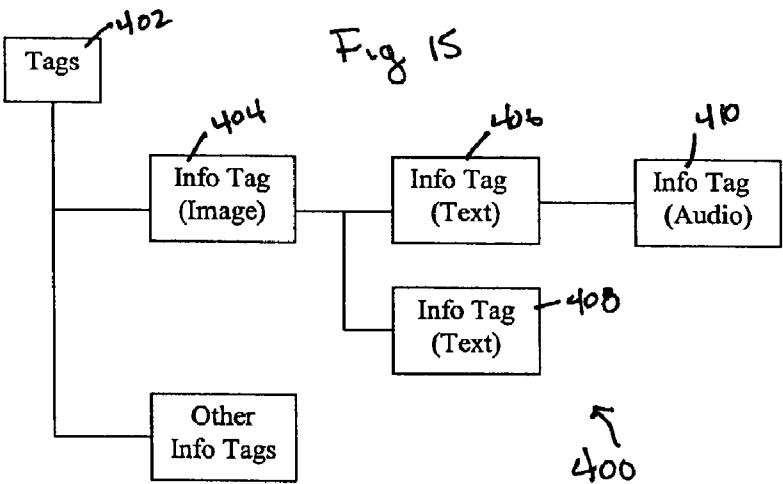 402
Fig 15
Tags
404
406
410
Info Tag
(Image)
Info Tag
(Text)
Info Tag
(Audio)
Info Tag
(Text)
408
Other
Info Tags
400